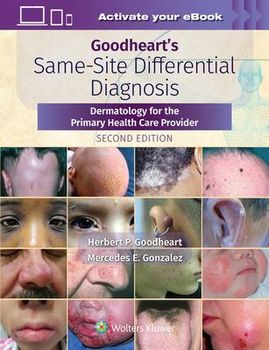 Activate your eBook
Goodheart's
Same-Site Differential
Diagnosis
Dermatology for the
Primary Health Care Provider
SECOND EDITION
Herbert P. Goodheart
Mercedes E. Gonzalez
Wolters Kluwer